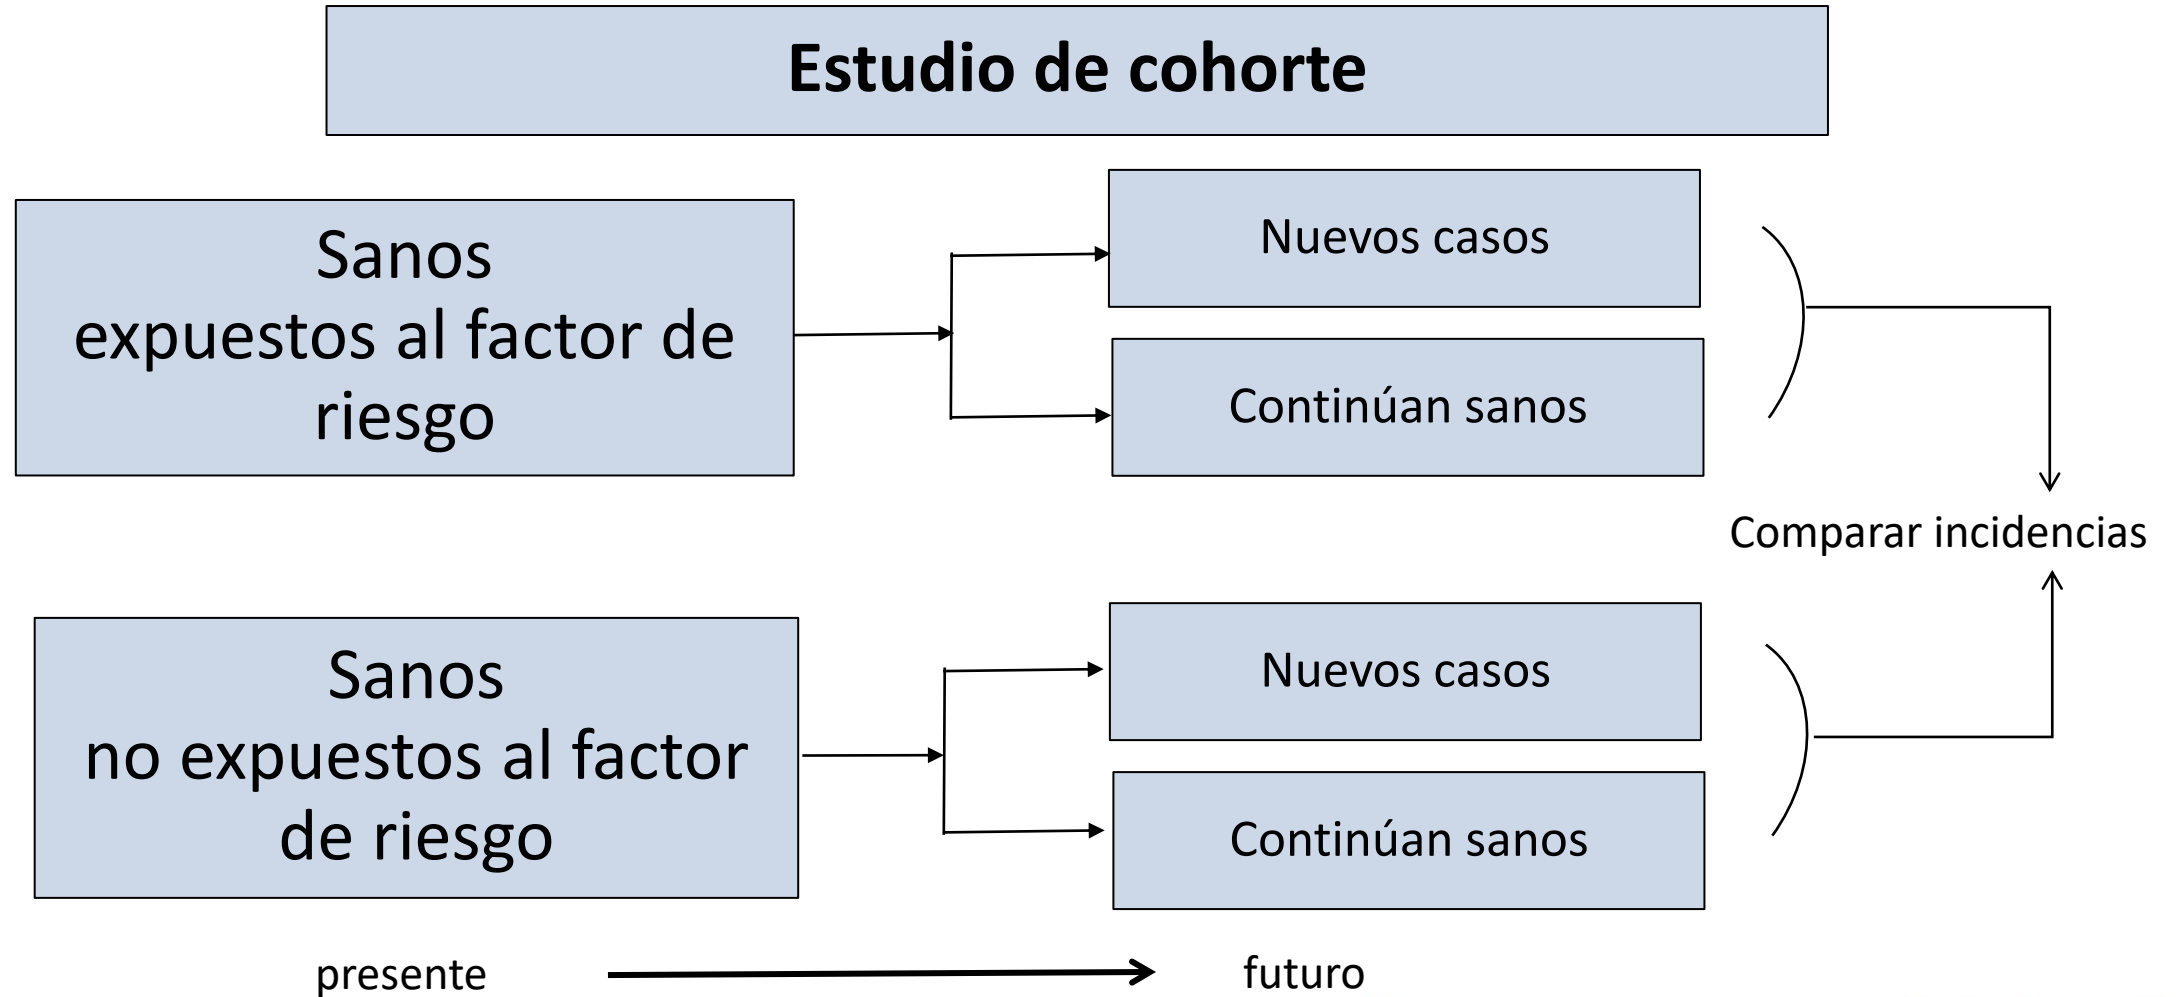 Estudio de cohorte
Sanos
expuestos al factor de
riesgo
Nuevos casos
Continúan sanos
Comparar incidencias
Sanos
no expuestos al factor
de riesgo
Nuevos casos
Continúan sanos
presente
futuro